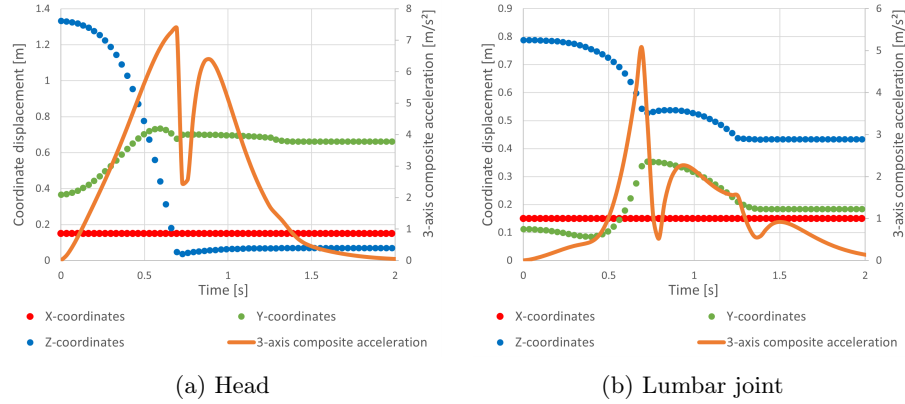 1.4
1.2
1
0.8
0.6
0.4
0.2
0
Coordinate displacement [m]
8
7
6
5
4
3
2
1
0
3-axis composite acceleration [m/s²]
0 0.5 1 1.5 2
Time [s]
X-coordinates Y-coordinates
Z-coordinates 3-axis composite acceleration
(a) Head
0.9
0.8
0.7
0.6
0.5
0.4
0.3
0.2
0.1
0
Coordinate displacement [m]
6
5
4
3
2
1
0
3-axis composite acceleration [m/s²]
0 0.5 1 1.5 2
Time [s]
X-coordinates Y-coordinates
Z-coordinates 3-axis composite acceleration
(b) Lumbar joint